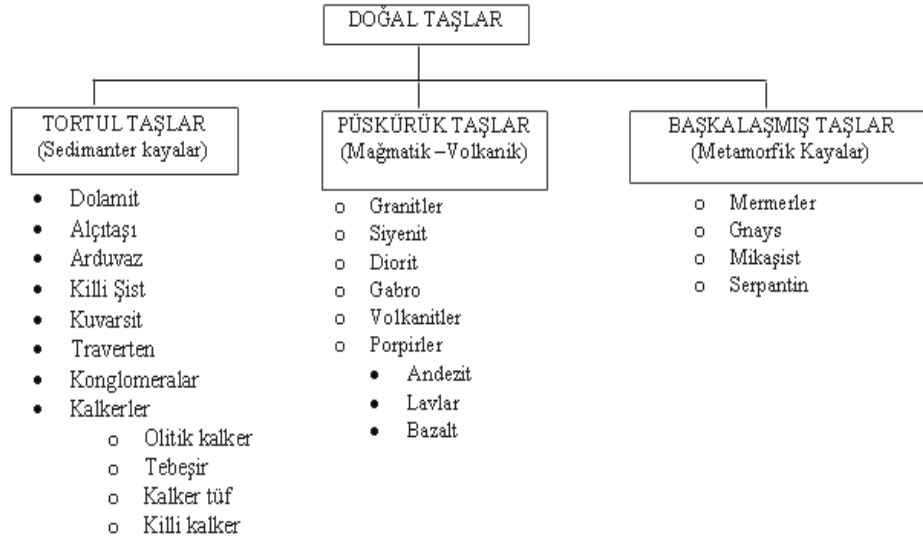 DOĞAL TAŞLAR
TORTUL TAŞLAR
(Sedimanter kayalar)
Dolamit
Alçıtaşı
Arduvaz
Killi Şist
Kuvarsit
Traverten
Konglomeralar
Kalkerler
Olitik kalker
Tebeşir
Kalker tüf
Killi kalker
PÜSKÜRÜK TAŞLAR
(Mağmatik –Volkanik)
Granitler
Siyenit
Diorit
Gabro
Volkanitler
Porpirler
Andezit
Lavlar
Bazalt
BAŞKALAŞMIŞ TAŞLAR
(Metamorfik Kayalar)
Mermerler
Gnays
Mikaşist
Serpantin